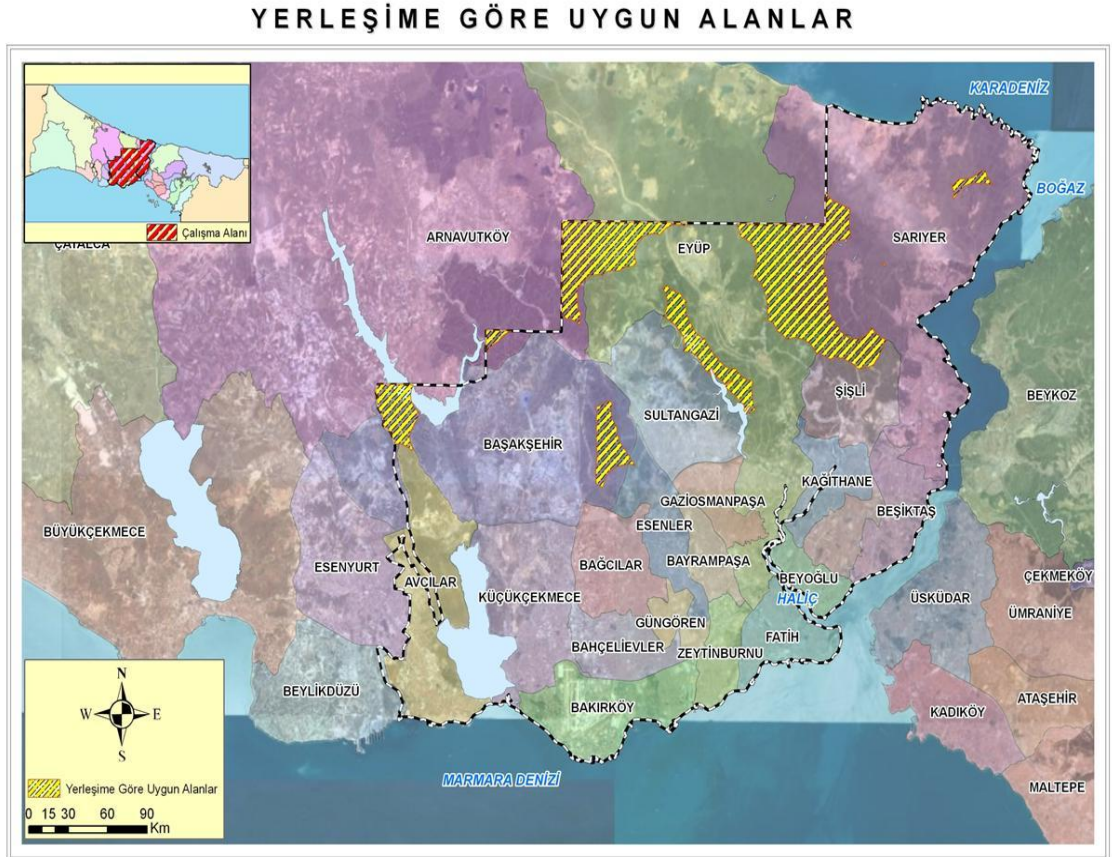 YERLEŞİME GÖRE UYGUN ALANLAR
KARADENİZ
BOĞAZ
Çalışma Alanı
ÇATALCA
ARNAVUTKÖY
EYÜP
SARIYER
ŞİŞLİ
BEYKOZ
SULTANGAZİ
BAŞAKŞEHİR
KAĞITHANE
GAZİOSMANPAŞA
BEŞİKTAŞ
ESENLER
BÜYÜKÇEKMECE
BAYRAMPAŞA
ESENYURT
BAĞCILAR
AVCILAR
BEYOĞLU
ÇEKMEKÖY
KÜÇÜKÇEKMECE
HALİÇ
ÜSKÜDAR
ÜMRANİYE
GÜNGÖREN
FATİH
BAHÇELİEVLER
ZEYTİNBURNU
BEYLİKDÜZÜ
ATAŞEHİR
BAKIRKÖY
KADIKÖY
MARMARA DENİZİ
MALTEPE
N
W E
S
Yerleşime Göre Uygun Alanlar
0 15 30 60 90
Km